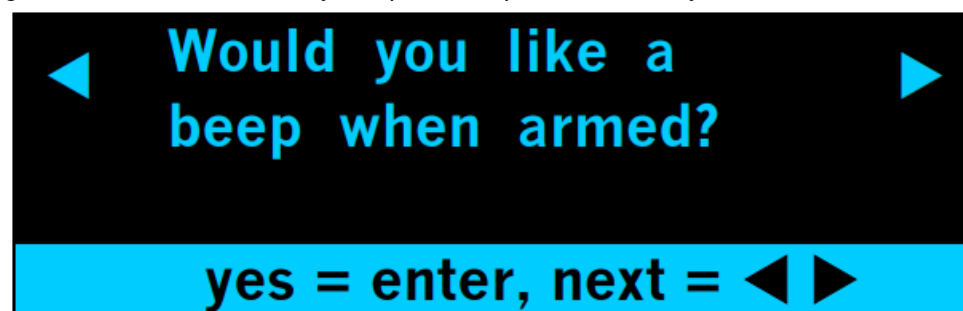 Would you like a
beep when armed?
yes = enter, next = ◀ ▶